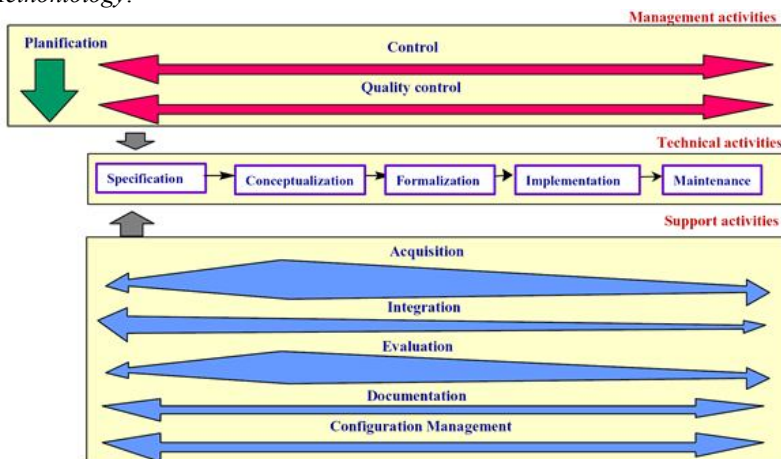 Management activities
Planification
Control
Quality control
Technical activities
Specification
Conceptualization
Formalization
Implementation
Maintenance
Support activities
Acquisition
Integration
Evaluation
Documentation
Configuration Management